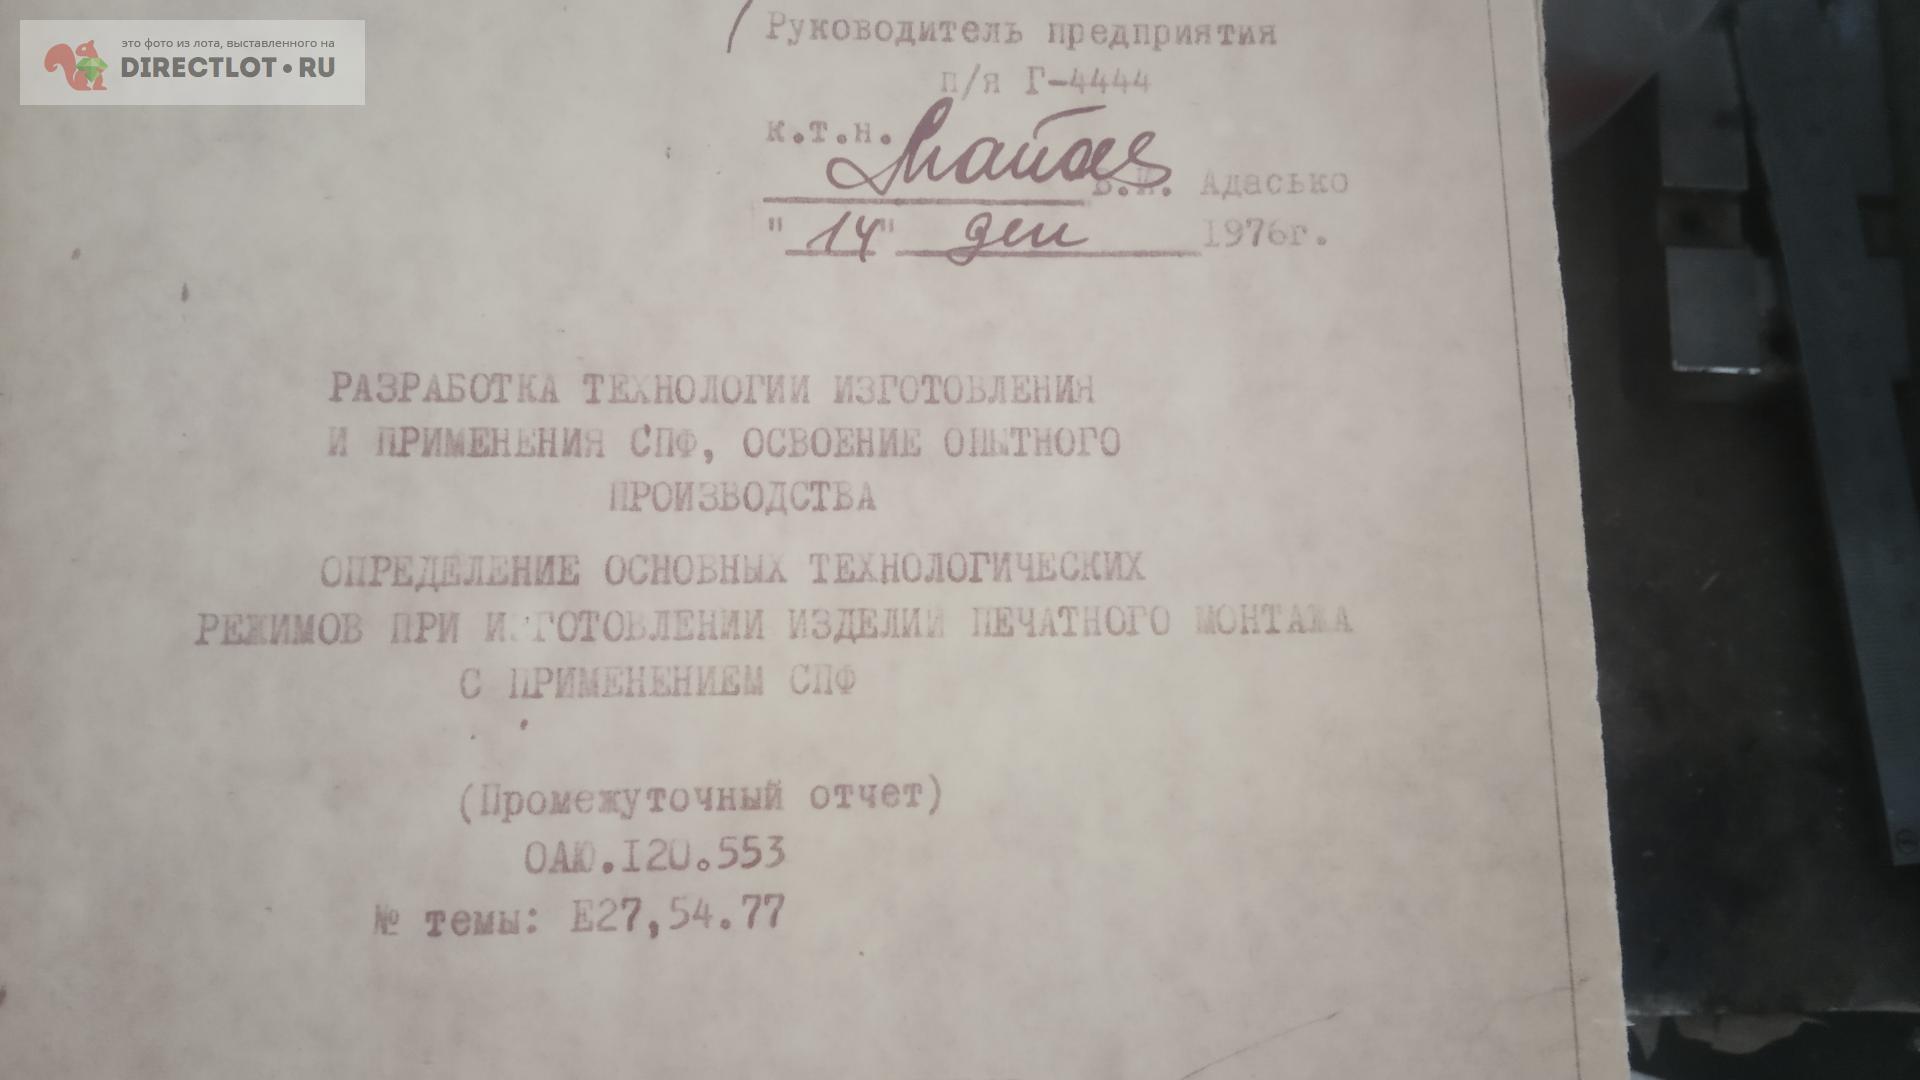 это фото из лота, выставленного на
DIRECTLOT.RU
Руководитель предприятия
п/я Г-4444
к.т.н.
Адасько
"14" дек 1976г.
РАЗРАБОТКА ТЕХНОЛОГИИ ИЗГОТОВЛЕНИЯ
И ПРИМЕНЕНИЯ СПФ, ОСВОЕНИЕ ОПЫТНОГО
ПРОИЗВОДСТВА
ОПРЕДЕЛЕНИЕ ОСНОВНЫХ ТЕХНОЛОГИЧЕСКИХ
РЕЖИМОВ ПРИ ИЗГОТОВЛЕНИИ ИЗДЕЛИЙ ПЕЧАТНОГО МОНТАЖА
С ПРИМЕНЕНИЕМ СПФ
(Промежуточный отчет)
ОАЮ.I20.553
№ темы: Е27,54.77